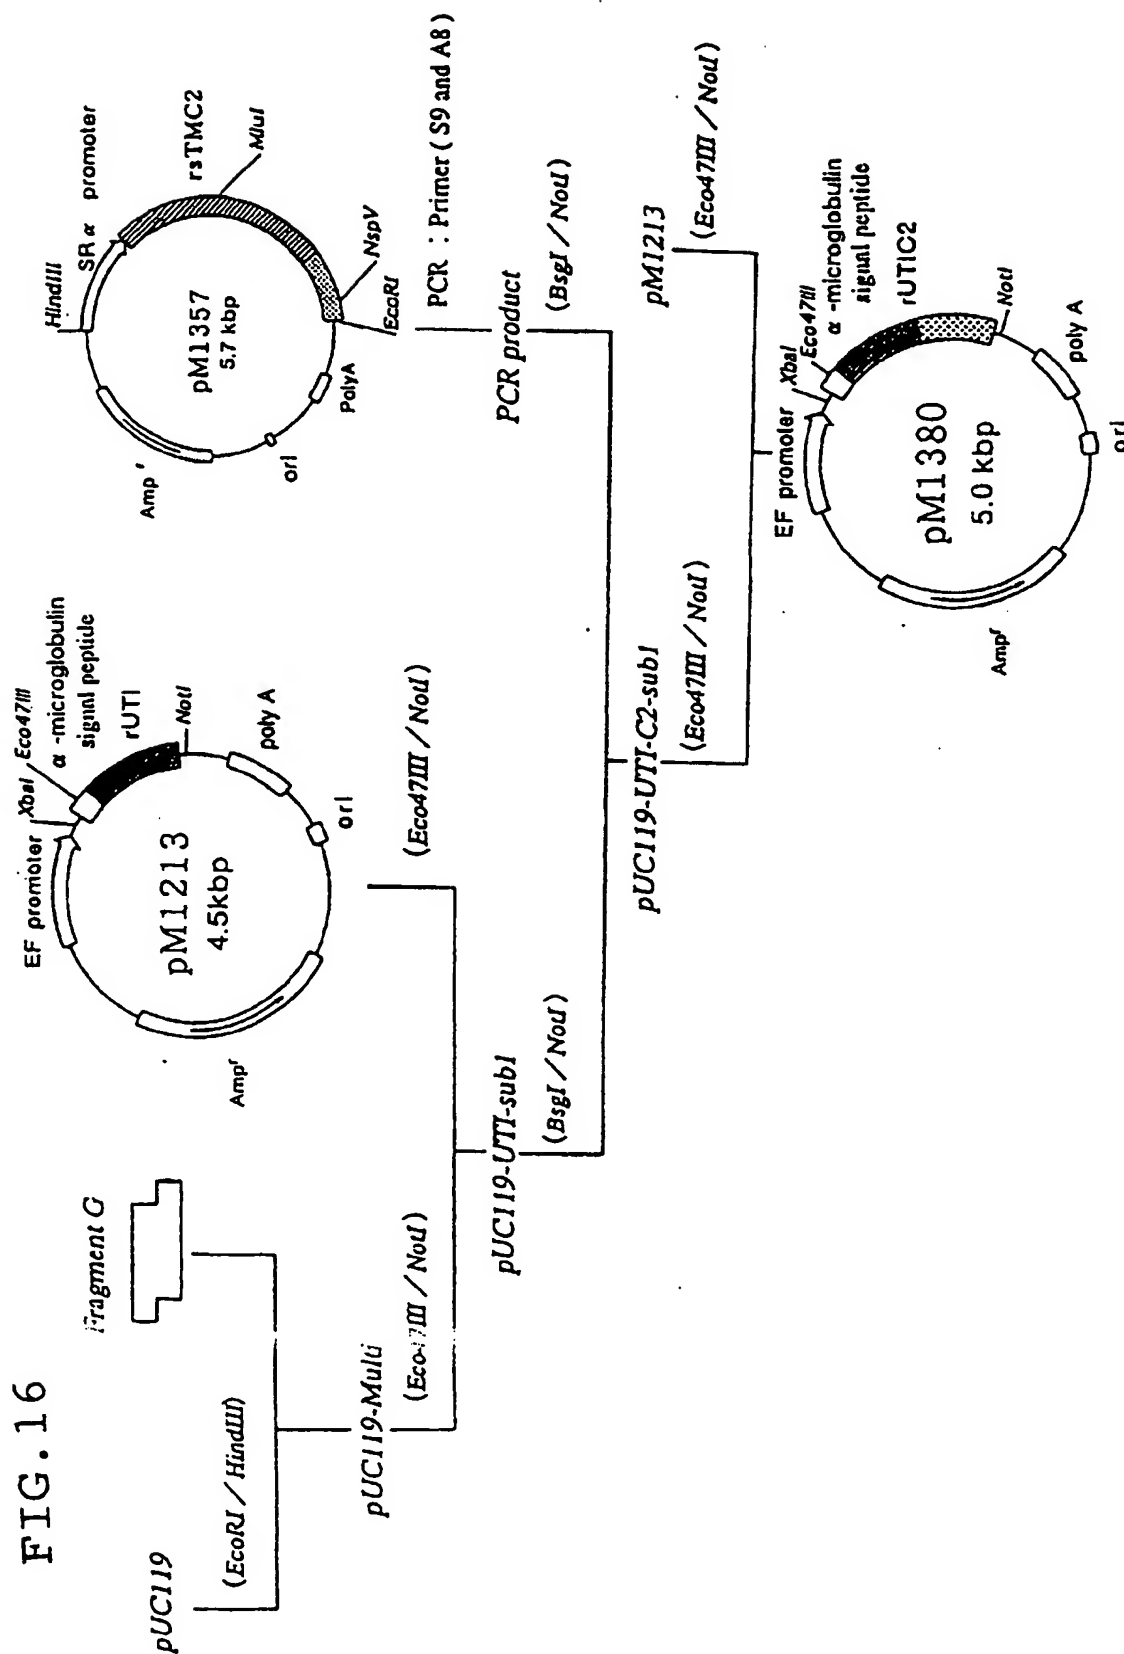 FIG.16
pUC119
(EcoRI / HindIII)
Fragment G
pUC119-Multi
(Eco47III / NotI)
EF promoter
XbaI
Eco47III
α -microglobulin
signal peptide
rUTI
NotI
poly A
ori
Ampʳ
pM1213
4.5kbp
(Eco47III / NotI)
pUC119-UTI-sub1
(BsgI / NotI)
HindIII
SR α promoter
rsTMC2
MluI
NspV
EcoRI
PolyA
ori
Amp ʳ
pM1357
5.7 kbp
PCR : Primer ( S9 and A8)
PCR product
(BsgI / NotI)
pUC119-UTI-C2-sub1
(Eco47III / NotI)
pM1213
(Eco47III / NotI)
EF promoter
XbaI
Eco47III
α -microglobulin
signal peptide
rUTIC2
NotI
poly A
ori
Ampʳ
pM1380
5.0 kbp